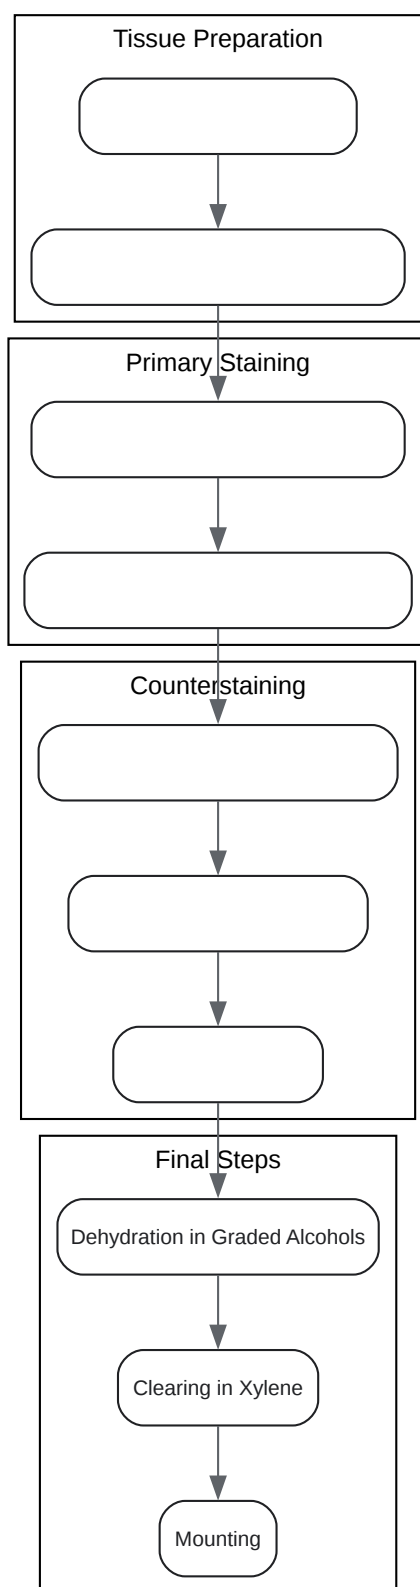 Tissue Preparation
Primary Staining
Counterstaining
Final Steps
Dehydration in Graded Alcohols
Clearing in Xylene
Mounting